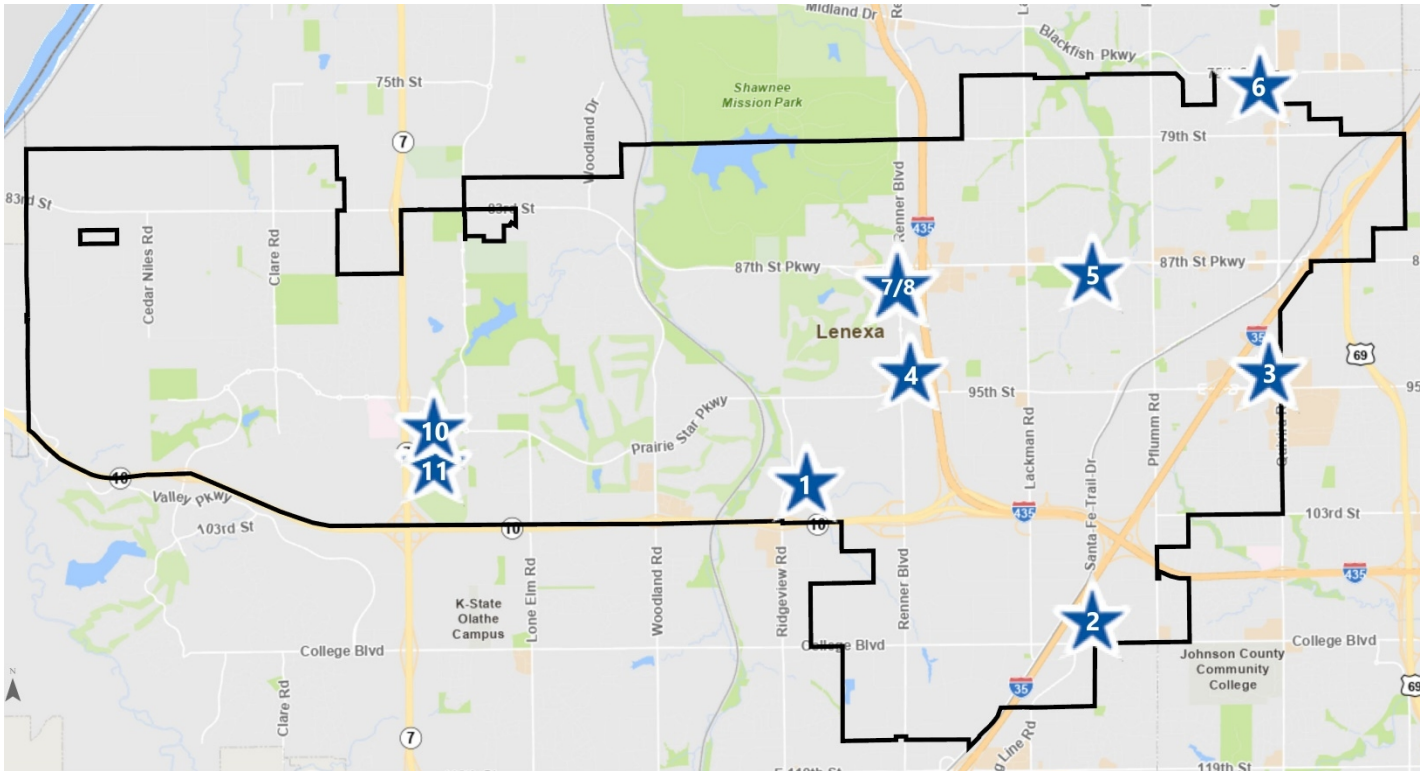 Midland Dr
Blackfish Pkwy
75th St
7
Shawnee
Mission Park
6
79th St
Woodland Dr
Renner Blvd
83rd St
83rd St
435
Cedar Niles Rd
Clare Rd
87th St Pkwy
87th St Pkwy
5
7/8
Lenexa
35
69
4
3
95th St
10
Prairie Star Pkwy
Lackman Rd
Pflumm Rd
Santa Fe-Trail-Dr
11
1
10
Valley Pkwy
103rd St
10
10
435
103rd St
435
K-State
Olathe
Campus
Lone Elm Rd
Woodland Rd
Ridgeview Rd
Renner Blvd
2
College Blvd
College Blvd
College Blvd
Johnson County
Community
College
Clare Rd
35
69
7
N
119th St